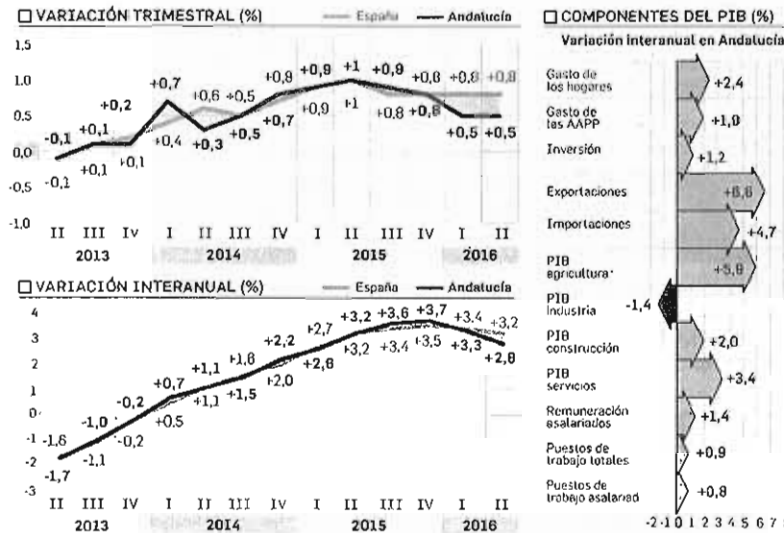 VARIACIÓN TRIMESTRAL (%)
España Andalucía
1,5
1,0
0,5
0,0
0,5
-1,0
-0,1 +0,1 +0,2 +0,7 +0,6 +0,5 +0,8 +0,9 +1 +0,9 +0,8 +0,8 +0,8
-0,1 +0,1 +0,1 +0,4 +0,3 +0,5 +0,7 +0,9 +1 +0,8 +0,8 +0,5 +0,5
II III IV I II III IV I II III IV I II
2013 2014 2015 2016
VARIACIÓN INTERANUAL (%)
España Andalucía
4
3
2
1
0
-1
-2
-3
-1,6 -1,0 -0,2 +0,7 +1,1 +1,6 +2,2 +2,7 +3,2 +3,6 +3,7 +3,4 +3,2
-1,7 -1,1 -0,2 +0,5 +1,1 +1,5 +2,0 +2,6 +3,2 +3,4 +3,5 +3,3 +2,8
II III IV I II III IV I II III IV I II
2013 2014 2015 2016
COMPONENTES DEL PIB (%)
Variación interanual en Andalucía
Gasto de
los hogares
+2,4
Gasto de
las AAPP
+1,9
Inversión
+1,2
Exportaciones
+6,6
Importaciones
+4,7
PIB
agricultura
+5,9
PIB
industria
-1,4
PIB
construcción
+2,0
PIB
servicios
+3,4
Remuneración
asalariados
+1,4
Puestos de
trabajo totales
+0,9
Puestos de
trabajo asalariad
+0,8
-2 -1 0 1 2 3 4 5 6 7